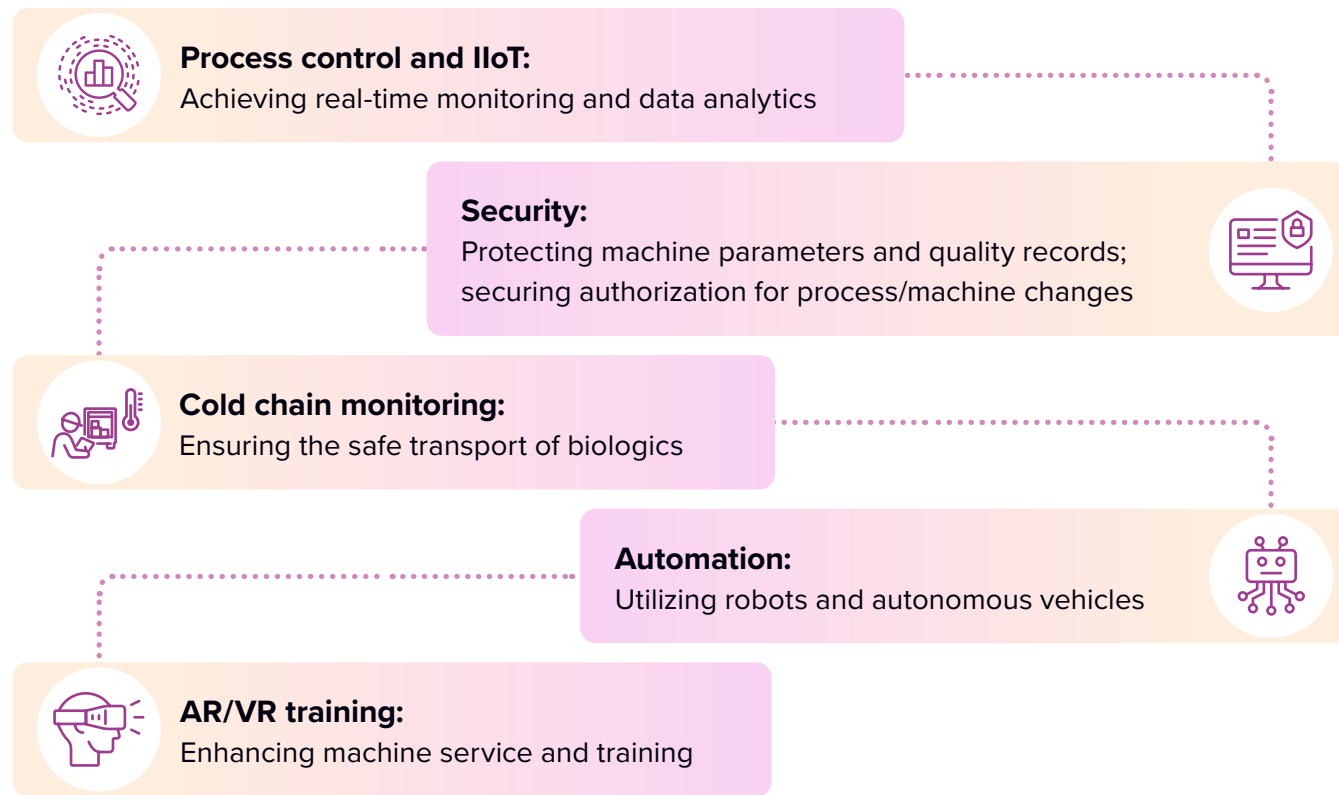 Process control and IIoT:
Achieving real-time monitoring and data analytics
Security:
Protecting machine parameters and quality records;
securing authorization for process/machine changes
Cold chain monitoring:
Ensuring the safe transport of biologics
Automation:
Utilizing robots and autonomous vehicles
AR/VR training:
Enhancing machine service and training